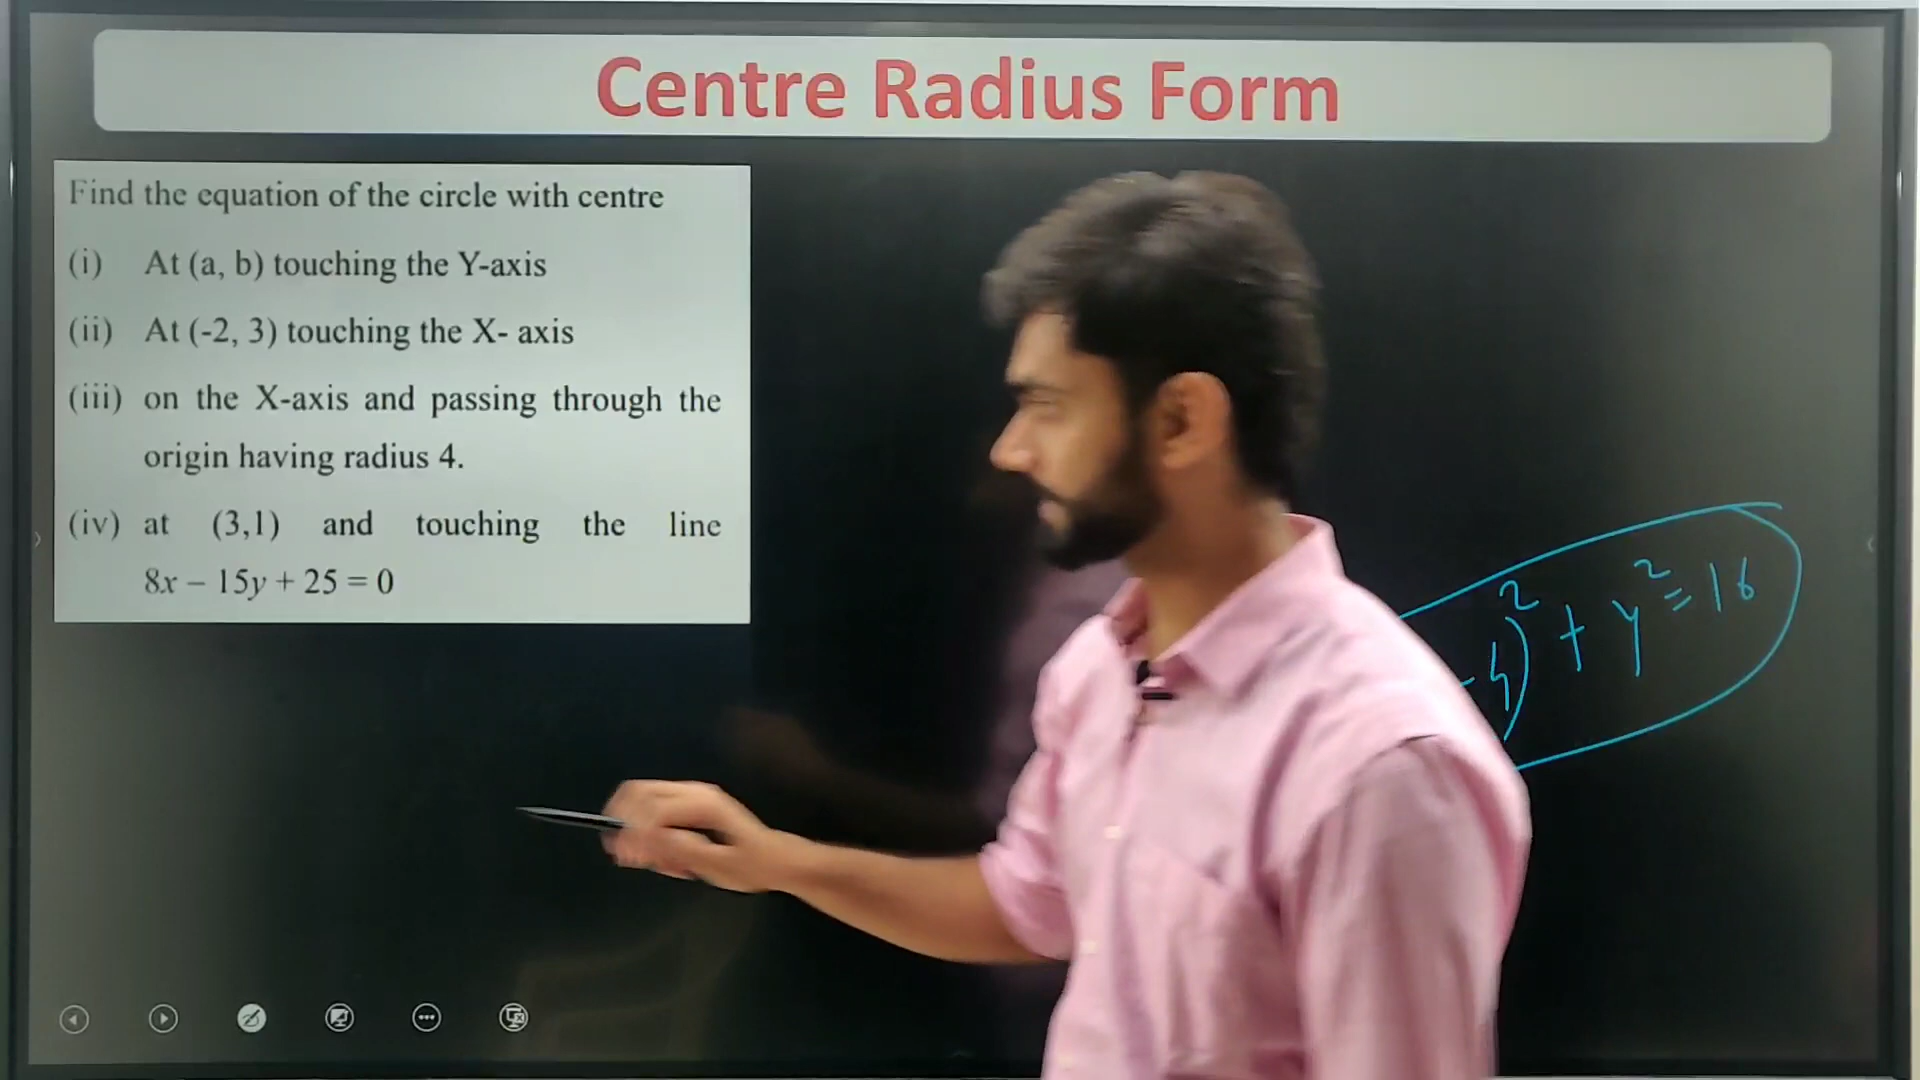 Centre Radius Form
Find the equation of the circle with centre
(i) At (a, b) touching the Y-axis
(ii) At (-2, 3) touching the X- axis
(iii) on the X-axis and passing through the
origin having radius 4.
(iv) at (3,1) and touching the line
8x – 15y + 25 = 0
-4)² + y² = 16